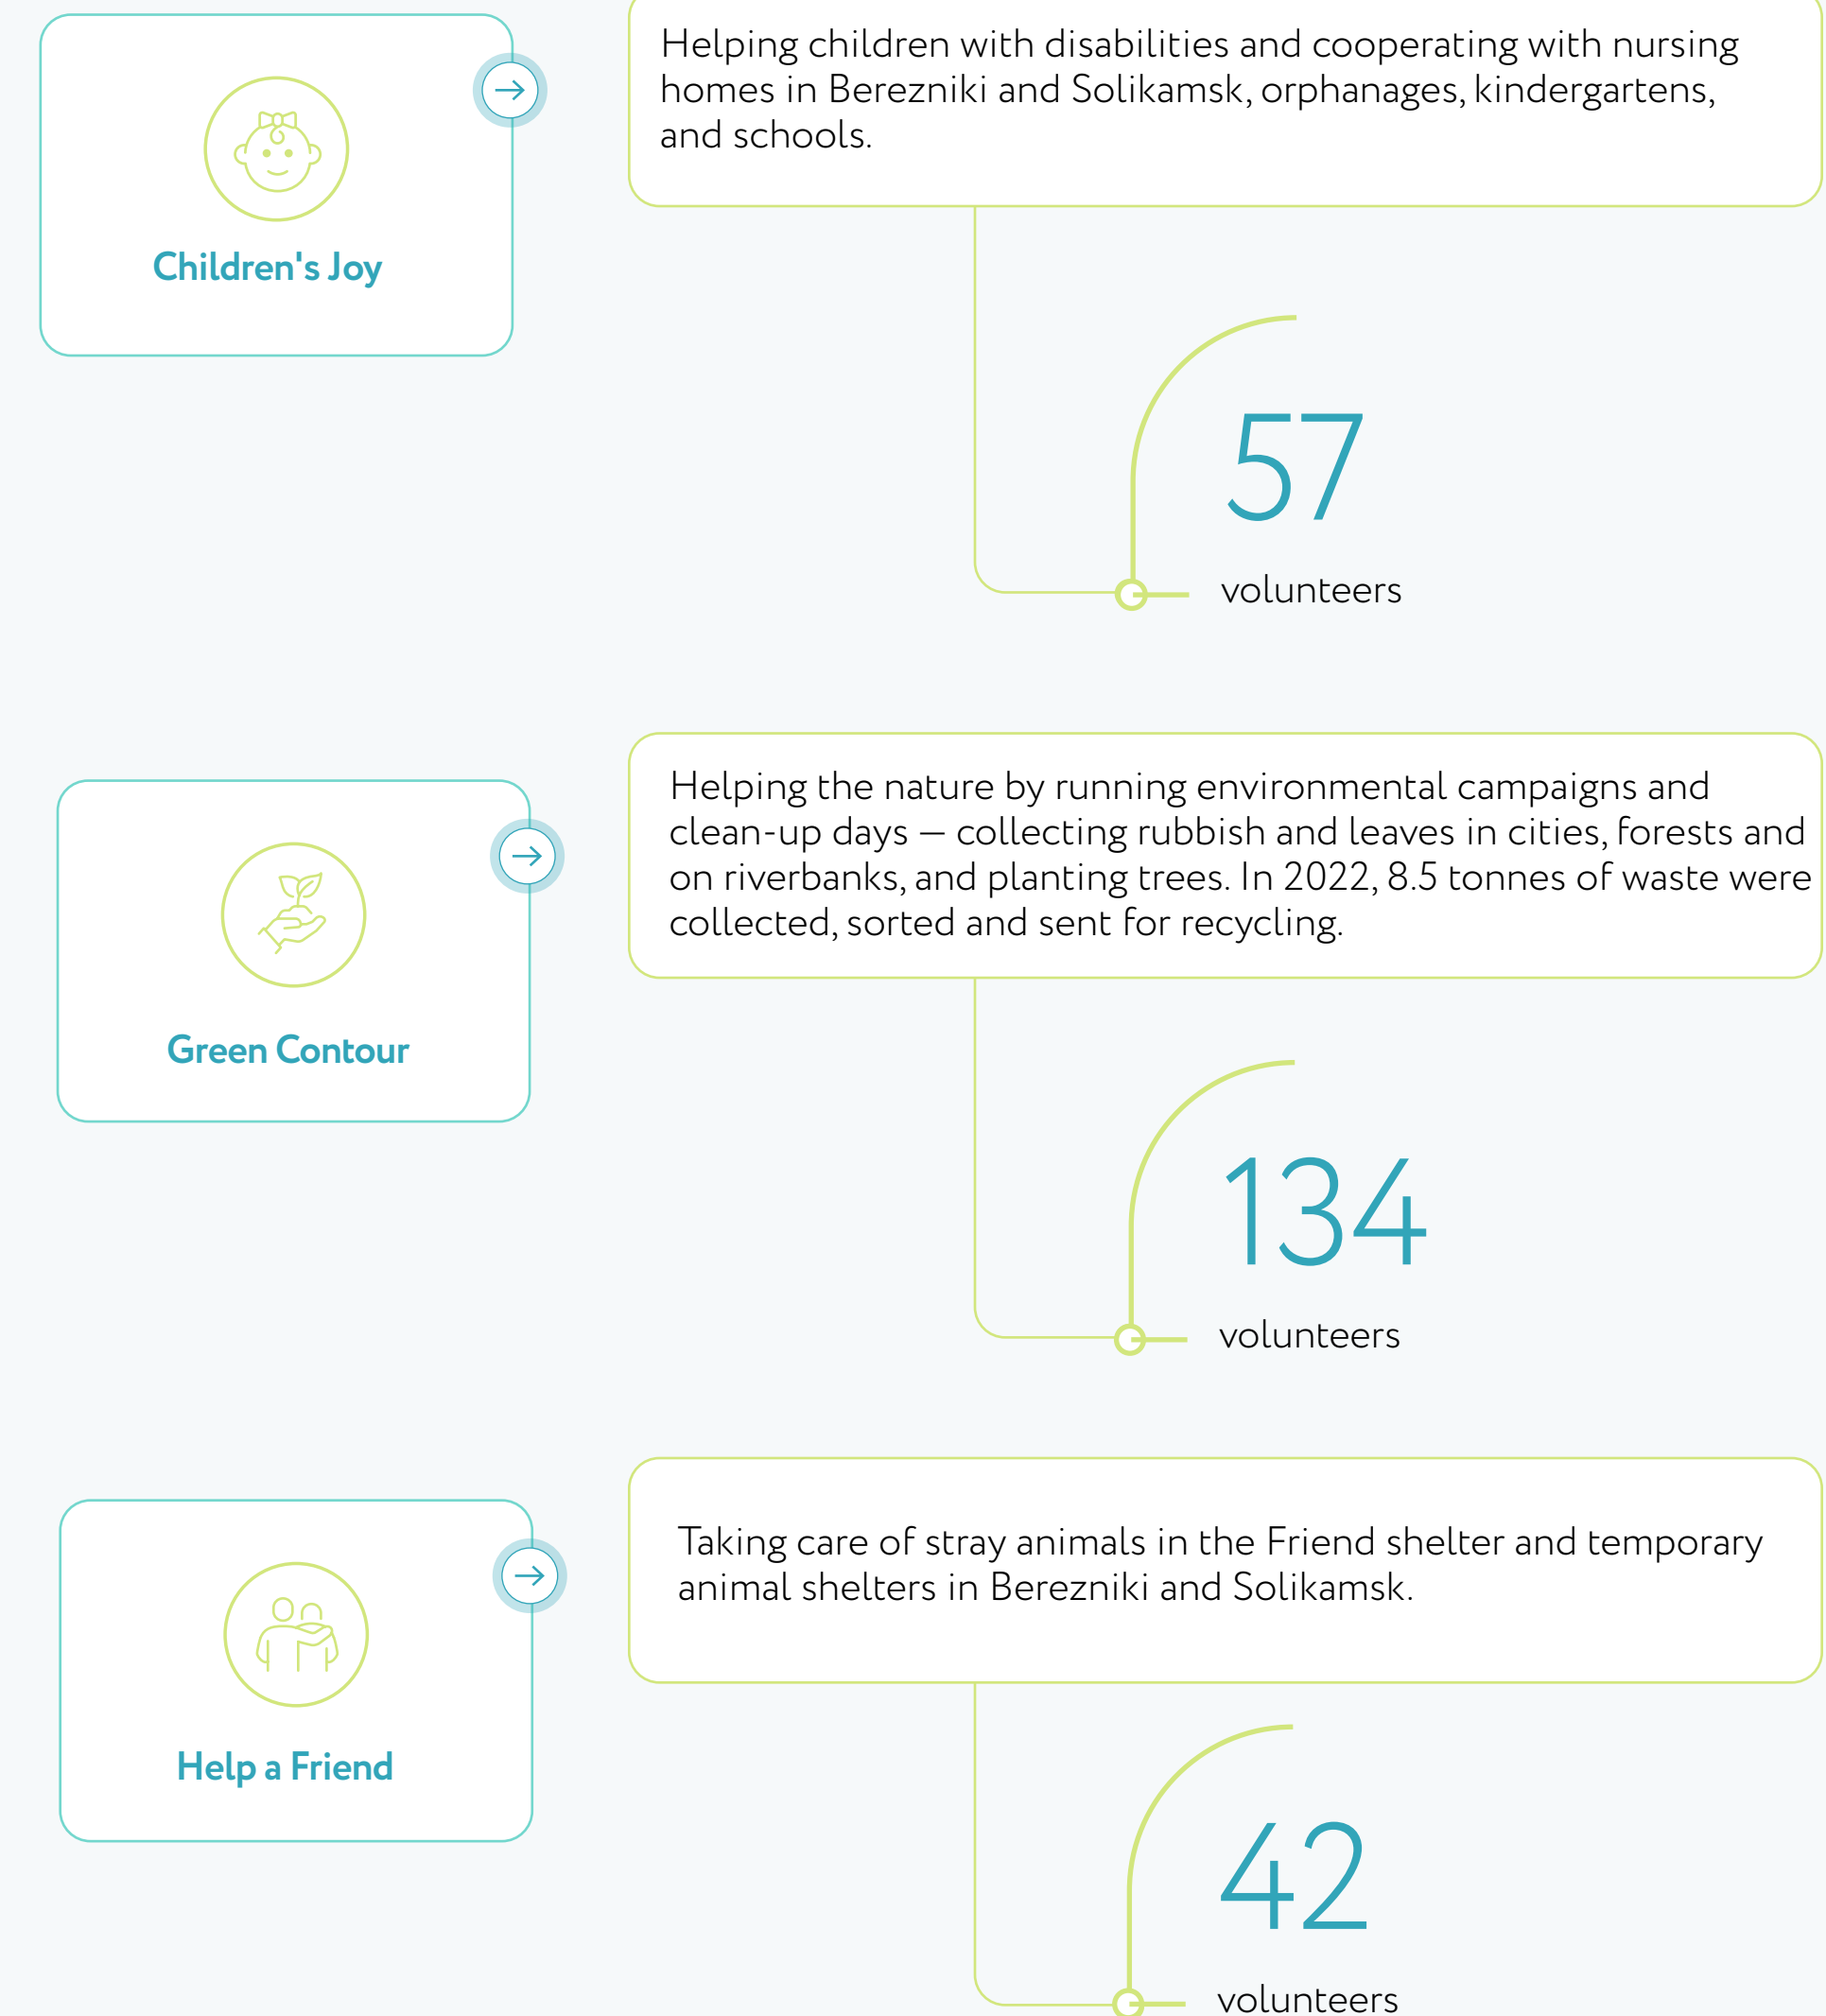 Helping children with disabilities and cooperating with nursing
homes in Berezniki and Solikamsk, orphanages, kindergartens,
and schools.
Children's Joy
57
volunteers
Helping the nature by running environmental campaigns and
clean-up days — collecting rubbish and leaves in cities, forests and
on riverbanks, and planting trees. In 2022, 8.5 tonnes of waste were
collected, sorted and sent for recycling.
Green Contour
134
volunteers
Taking care of stray animals in the Friend shelter and temporary
animal shelters in Berezniki and Solikamsk.
Help a Friend
42
volunteers